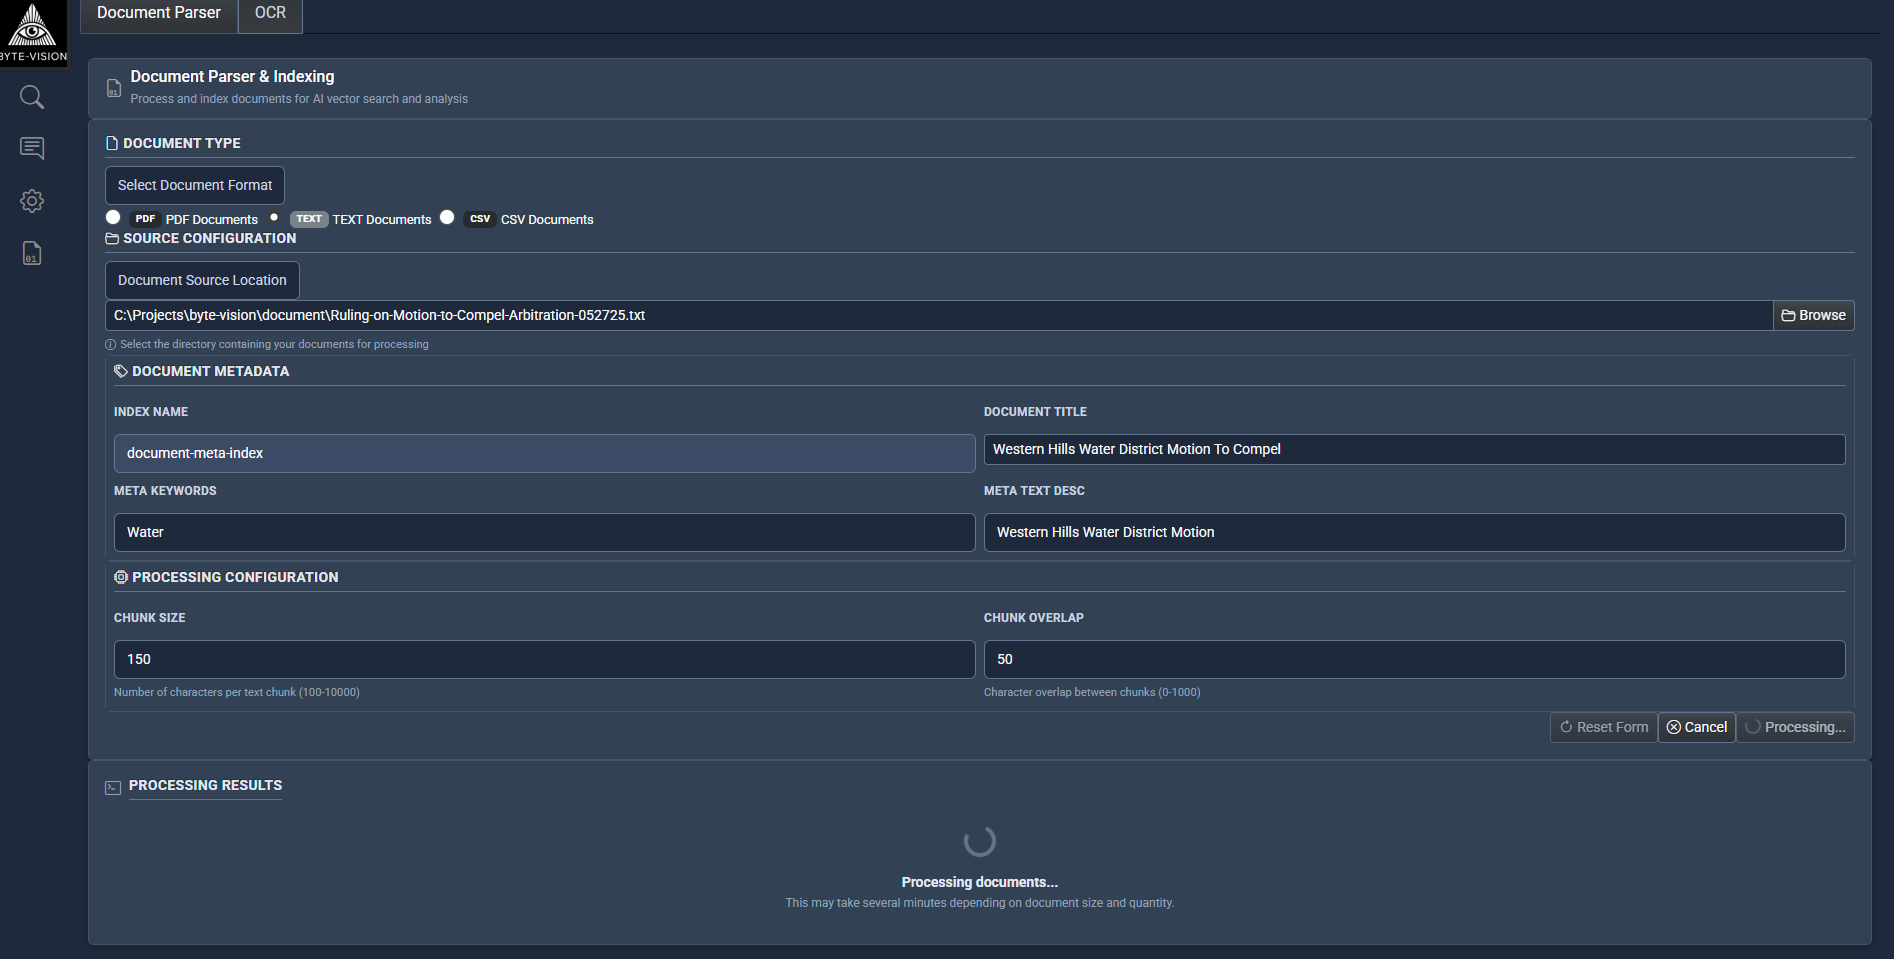 Document Parser OCR
BYTE-VISION
Document Parser & Indexing
01
Process and index documents for AI vector search and analysis
DOCUMENT TYPE
Select Document Format
PDF PDF Documents TEXT TEXT Documents CSV CSV Documents
SOURCE CONFIGURATION
01
Document Source Location
C:\Projects\byte-vision\document\Ruling-on-Motion-to-Compel-Arbitration-052725.txt Browse
Select the directory containing your documents for processing
DOCUMENT METADATA
INDEX NAME DOCUMENT TITLE
document-meta-index Western Hills Water District Motion To Compel
META KEYWORDS META TEXT DESC
Water Western Hills Water District Motion
PROCESSING CONFIGURATION
CHUNK SIZE CHUNK OVERLAP
150 50
Number of characters per text chunk (100-10000) Character overlap between chunks (0-1000)
Reset Form Cancel Processing...
PROCESSING RESULTS
Processing documents...
This may take several minutes depending on document size and quantity.